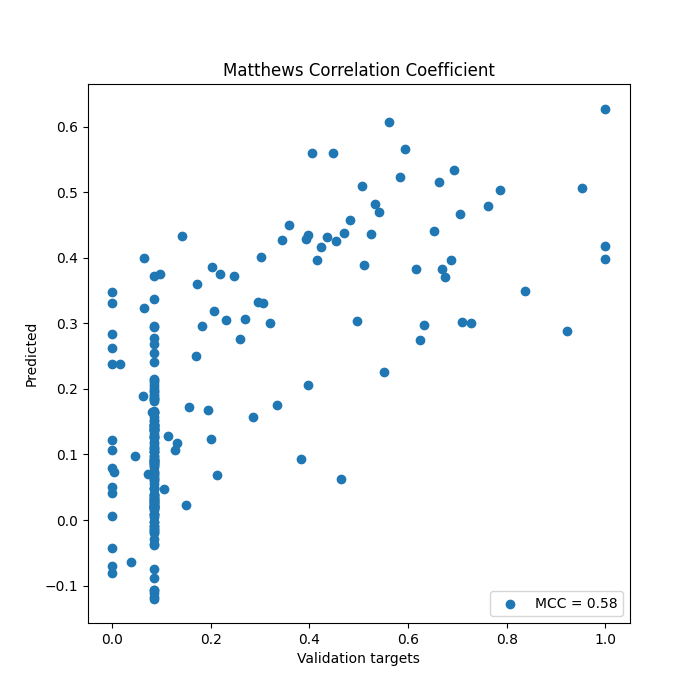 Matthews Correlation Coefficient
0.6
0.5
0.4
0.3
0.2
0.1
0.0
−0.1
Predicted
MCC = 0.58
0.0 0.2 0.4 0.6 0.8 1.0
Validation targets